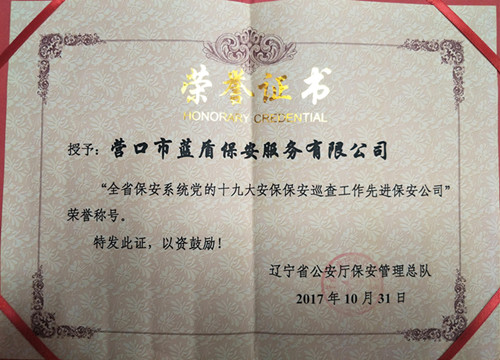 荣誉证书
HONORARY CREDENTIAL
授予：营口市蓝盾保安服务有限公司
“全省保安系统党的十九大安保保安巡查工作先进保安公司”
荣誉称号。
特发此证，以资鼓励！
辽宁省公安厅保安管理总队
2017年10月31日